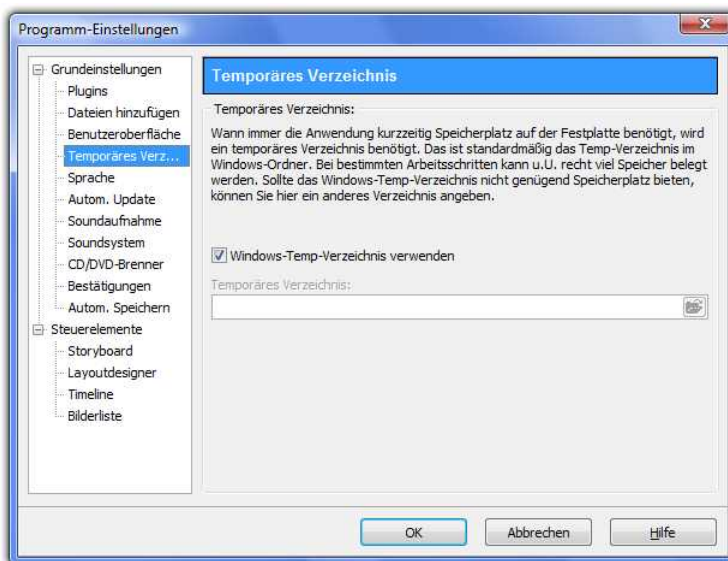 Programm-Einstellungen
Grundeinstellungen
Plugins
Dateien hinzufügen
Benutzeroberfläche
Temporäres Verz...
Sprache
Autom. Update
Soundaufnahme
Soundsystem
CD/DVD-Brenner
Bestätigungen
Autom. Speichern
Steuerelemente
Storyboard
Layoutdesigner
Timeline
Bilderliste
Temporäres Verzeichnis
Temporäres Verzeichnis:
Wann immer die Anwendung kurzzeitig Speicherplatz auf der Festplatte benötigt, wird
ein temporäres Verzeichnis benötigt. Das ist standardmäßig das Temp-Verzeichnis im
Windows-Ordner. Bei bestimmten Arbeitsschritten kann u.U. recht viel Speicher belegt
werden. Sollte das Windows-Temp-Verzeichnis nicht genügend Speicherplatz bieten,
können Sie hier ein anderes Verzeichnis angeben.
Windows-Temp-Verzeichnis verwenden
Temporäres Verzeichnis:
OK
Abbrechen
Hilfe